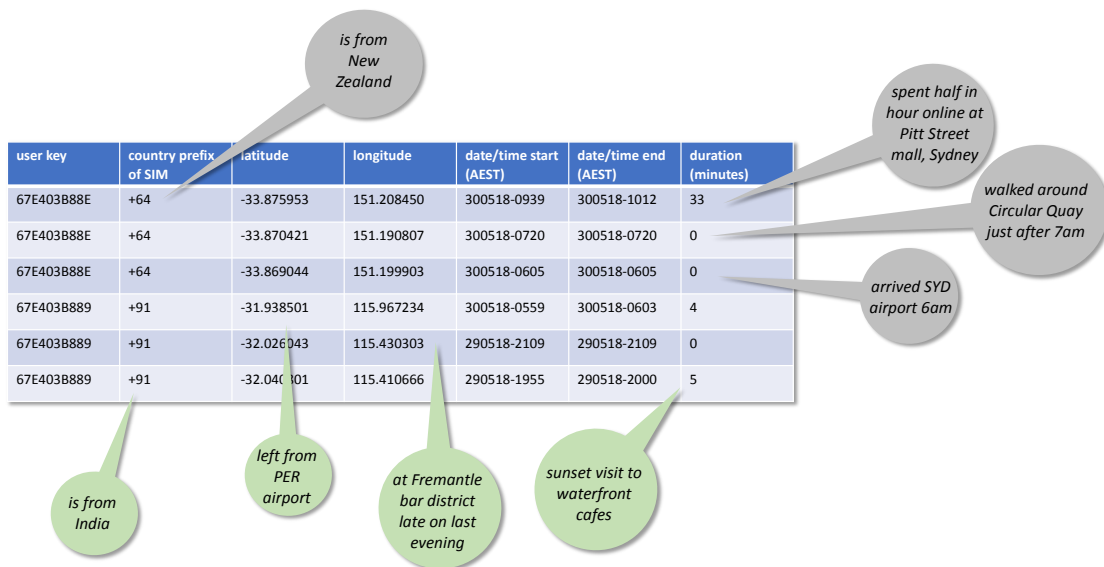 is from
New
Zealand
spent half in
hour online at
Pitt Street
mall, Sydney
user key country prefix of SIM latitude longitude date/time start (AEST) date/time end (AEST) duration (minutes)
67E403B88E +64 -33.875953 151.208450 300518-0939 300518-1012 33
67E403B88E +64 -33.870421 151.190807 300518-0720 300518-0720 0
67E403B88E +64 -33.869044 151.199903 300518-0605 300518-0605 0
67E403B889 +91 -31.938501 115.967234 300518-0559 300518-0603 4
67E403B889 +91 -32.026043 115.430303 290518-2109 290518-2109 0
67E403B889 +91 115.410666 290518-1955 290518-2000 5
walked around
Circular Quay
just after 7am
arrived SYD
airport 6am
is from
India
left from
PER
airport
at Fremantle
bar district
late on last
evening
sunset visit to
waterfront
cafes